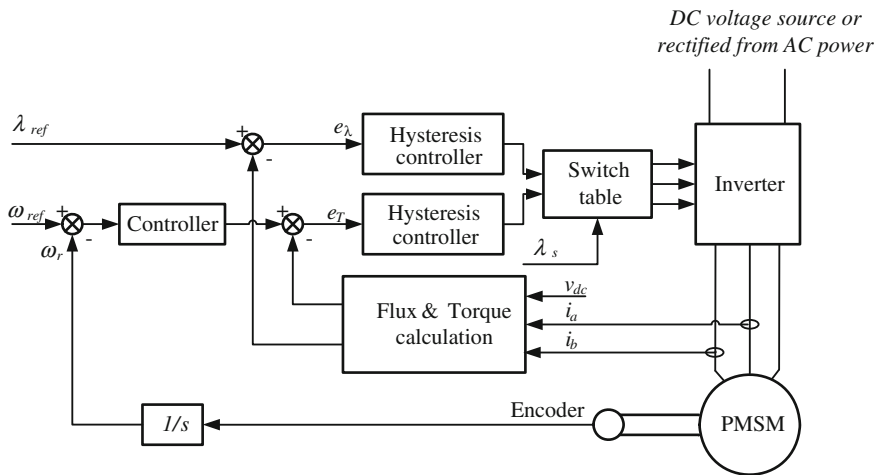 DC voltage source or
rectified from AC power
λ ref
+
-
e λ
Hysteresis
controller
Switch
table
Inverter
ω ref
+
-
ω r
Controller
+
-
e T
Hysteresis
controller
λ s
Flux & Torque
calculation
v dc
i a
i b
1/s
Encoder
PMSM